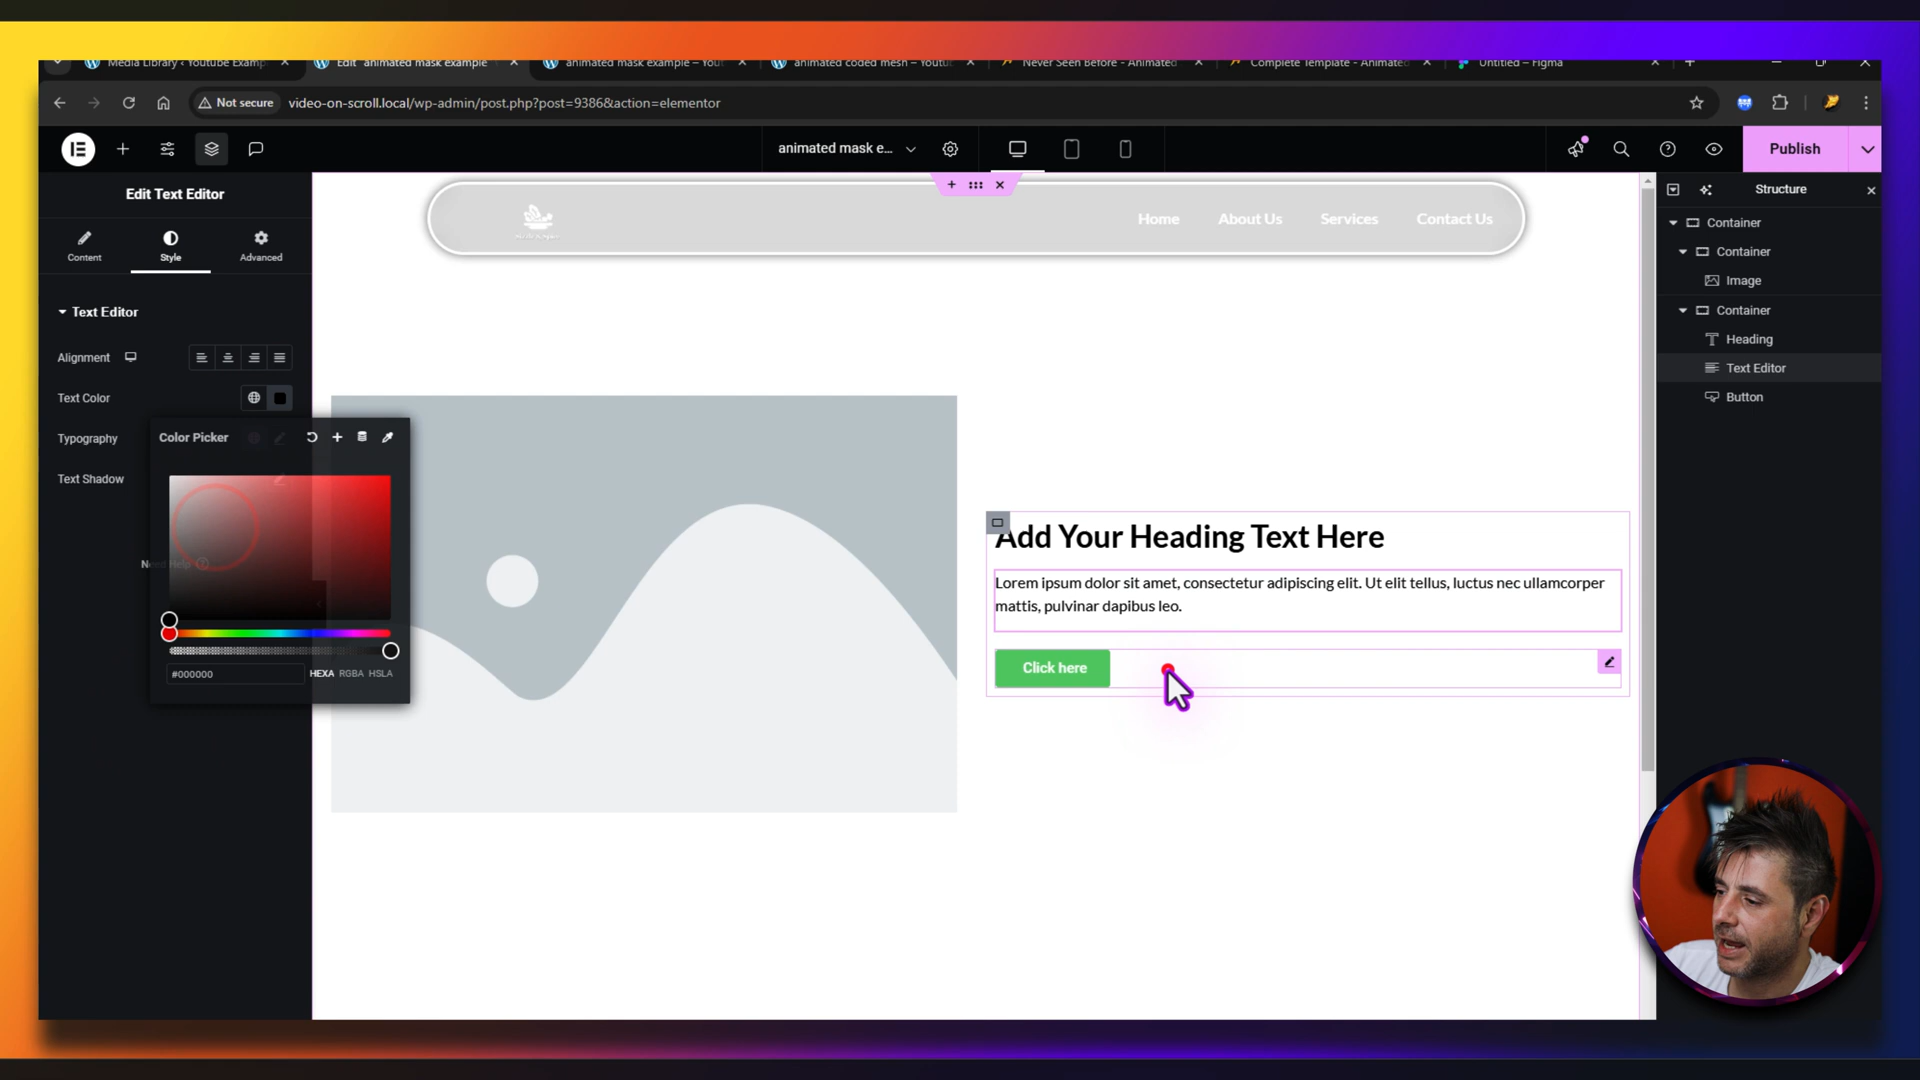 Media Library ‹ Youtube Examp
Edit "animated mask example
animated mask example – You
animated coded mesh – Youtu
Never Seen Before - Animated
Complete Template - Animated
Untitled – Figma
Not secure
video-on-scroll.local/wp-admin/post.php?post=9386&action=elementor
animated mask e...
Publish
Edit Text Editor
Content
Style
Advanced
Text Editor
Alignment
Text Color
Typography
Text Shadow
Color Picker
Need Help
#000000
HEXA
RGBA
HSLA
Home
About Us
Services
Contact Us
Add Your Heading Text Here
Lorem ipsum dolor sit amet, consectetur adipiscing elit. Ut elit tellus, luctus nec ullamcorper
mattis, pulvinar dapibus leo.
Click here
Structure
Container
Container
Image
Container
Heading
Text Editor
Button